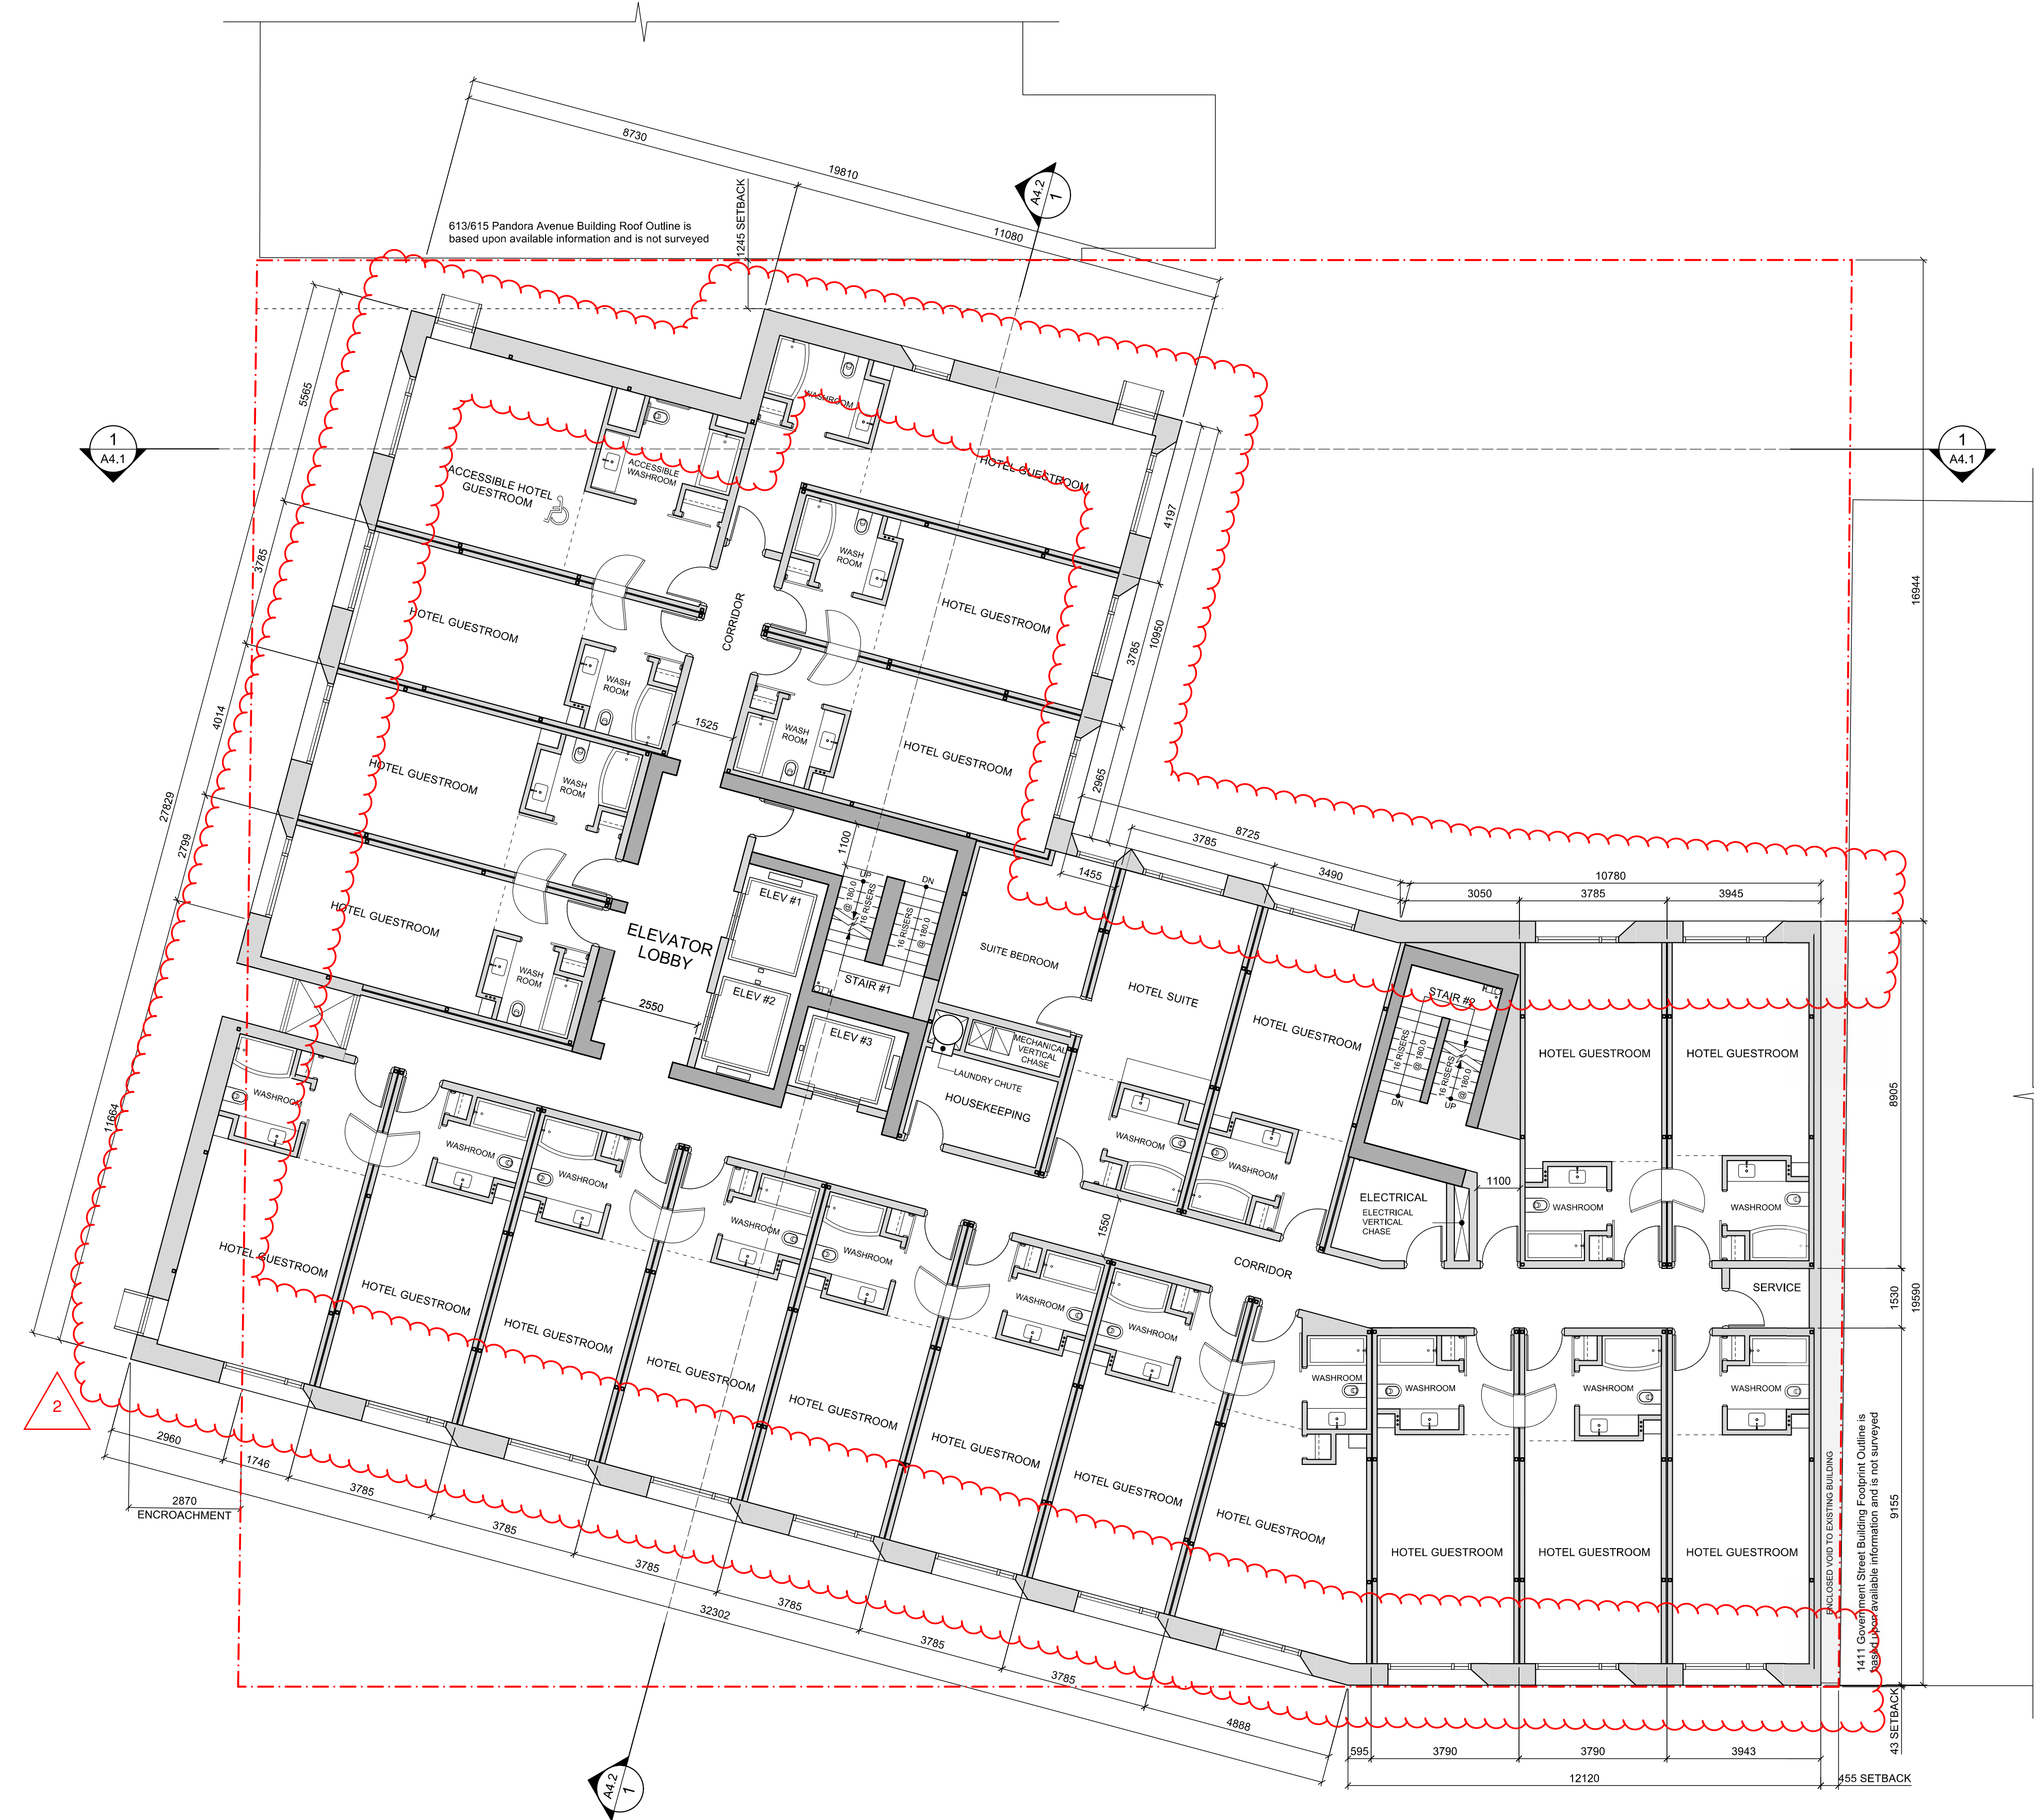 8730
19810
11080
A4.2
1
1245 SETBACK
613/615 Pandora Avenue Building Roof Outline is
based upon available information and is not surveyed
1
A4.1
1
A4.1
5565
3785
4014
2799
27829
11664
16944
4197
3785
10950
2965
WASHROOM
HOTEL GUESTROOM
ACCESSIBLE HOTEL
GUESTROOM
ACCESSIBLE
WASHROOM
WASH
ROOM
HOTEL GUESTROOM
CORRIDOR
HOTEL GUESTROOM
WASH
ROOM
1525
WASH
ROOM
HOTEL GUESTROOM
HOTEL GUESTROOM
WASH
ROOM
HOTEL GUESTROOM
WASH
ROOM
ELEVATOR
LOBBY
2550
ELEV #1
ELEV #2
ELEV #3
1100
UP
DN
16 RISERS
@ 180.0
16 RISERS
@ 180.0
STAIR #1
8725
3785
3490
1455
10780
3050
3785
3945
SUITE BEDROOM
HOTEL SUITE
HOTEL GUESTROOM
STAIR #2
16 RISERS
@ 180.0
16 RISERS
@ 180.0
DN
UP
MECHANICAL
VERTICAL
CHASE
LAUNDRY CHUTE
HOUSEKEEPING
WASHROOM
WASHROOM
ELECTRICAL
ELECTRICAL
VERTICAL
CHASE
1100
HOTEL GUESTROOM
HOTEL GUESTROOM
WASHROOM
WASHROOM
8905
1530
19590
9155
SERVICE
CORRIDOR
1550
WASHROOM
WASHROOM
WASHROOM
WASHROOM
WASHROOM
WASHROOM
WASHROOM
WASHROOM
WASHROOM
WASHROOM
WASHROOM
HOTEL GUESTROOM
HOTEL GUESTROOM
HOTEL GUESTROOM
HOTEL GUESTROOM
HOTEL GUESTROOM
HOTEL GUESTROOM
HOTEL GUESTROOM
HOTEL GUESTROOM
HOTEL GUESTROOM
HOTEL GUESTROOM
HOTEL GUESTROOM
ENCLOSED VOID TO EXISTING BUILDING
1411 Government Street Building Footprint Outline is
based upon available information and is not surveyed
2
2960
1746
3785
3785
3785
3785
3785
3785
4888
32302
2870
ENCROACHMENT
A4.2
1
595
3790
3790
3943
12120
43 SETBACK
455 SETBACK